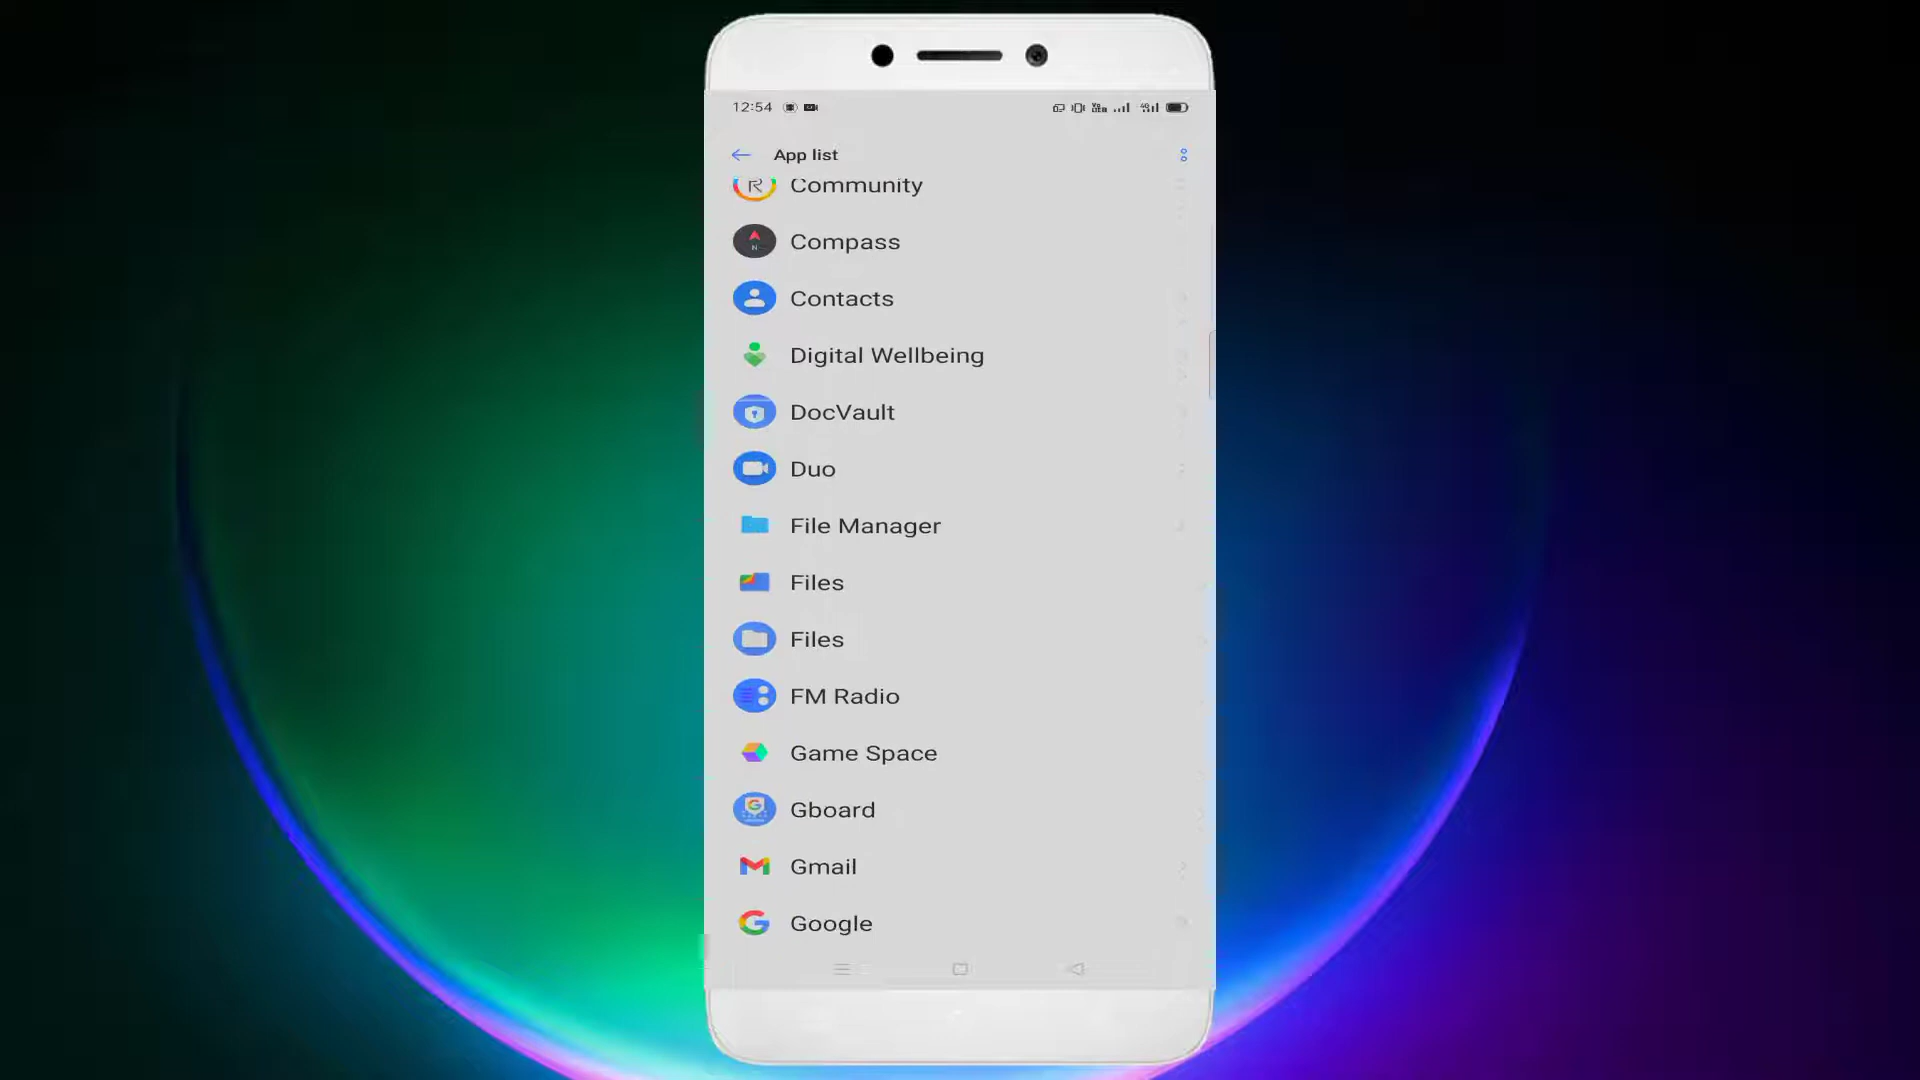 12:54
App list
Community
Compass
Contacts
Digital Wellbeing
DocVault
Duo
File Manager
Files
Files
FM Radio
Game Space
Gboard
Gmail
Google